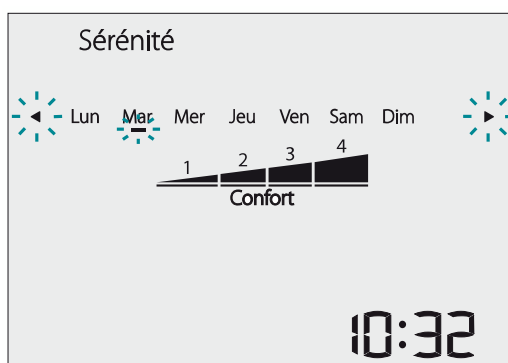 Sérénité
Lun Mar Mer Jeu Ven Sam Dim
1 2 3 4
Confort
10:32